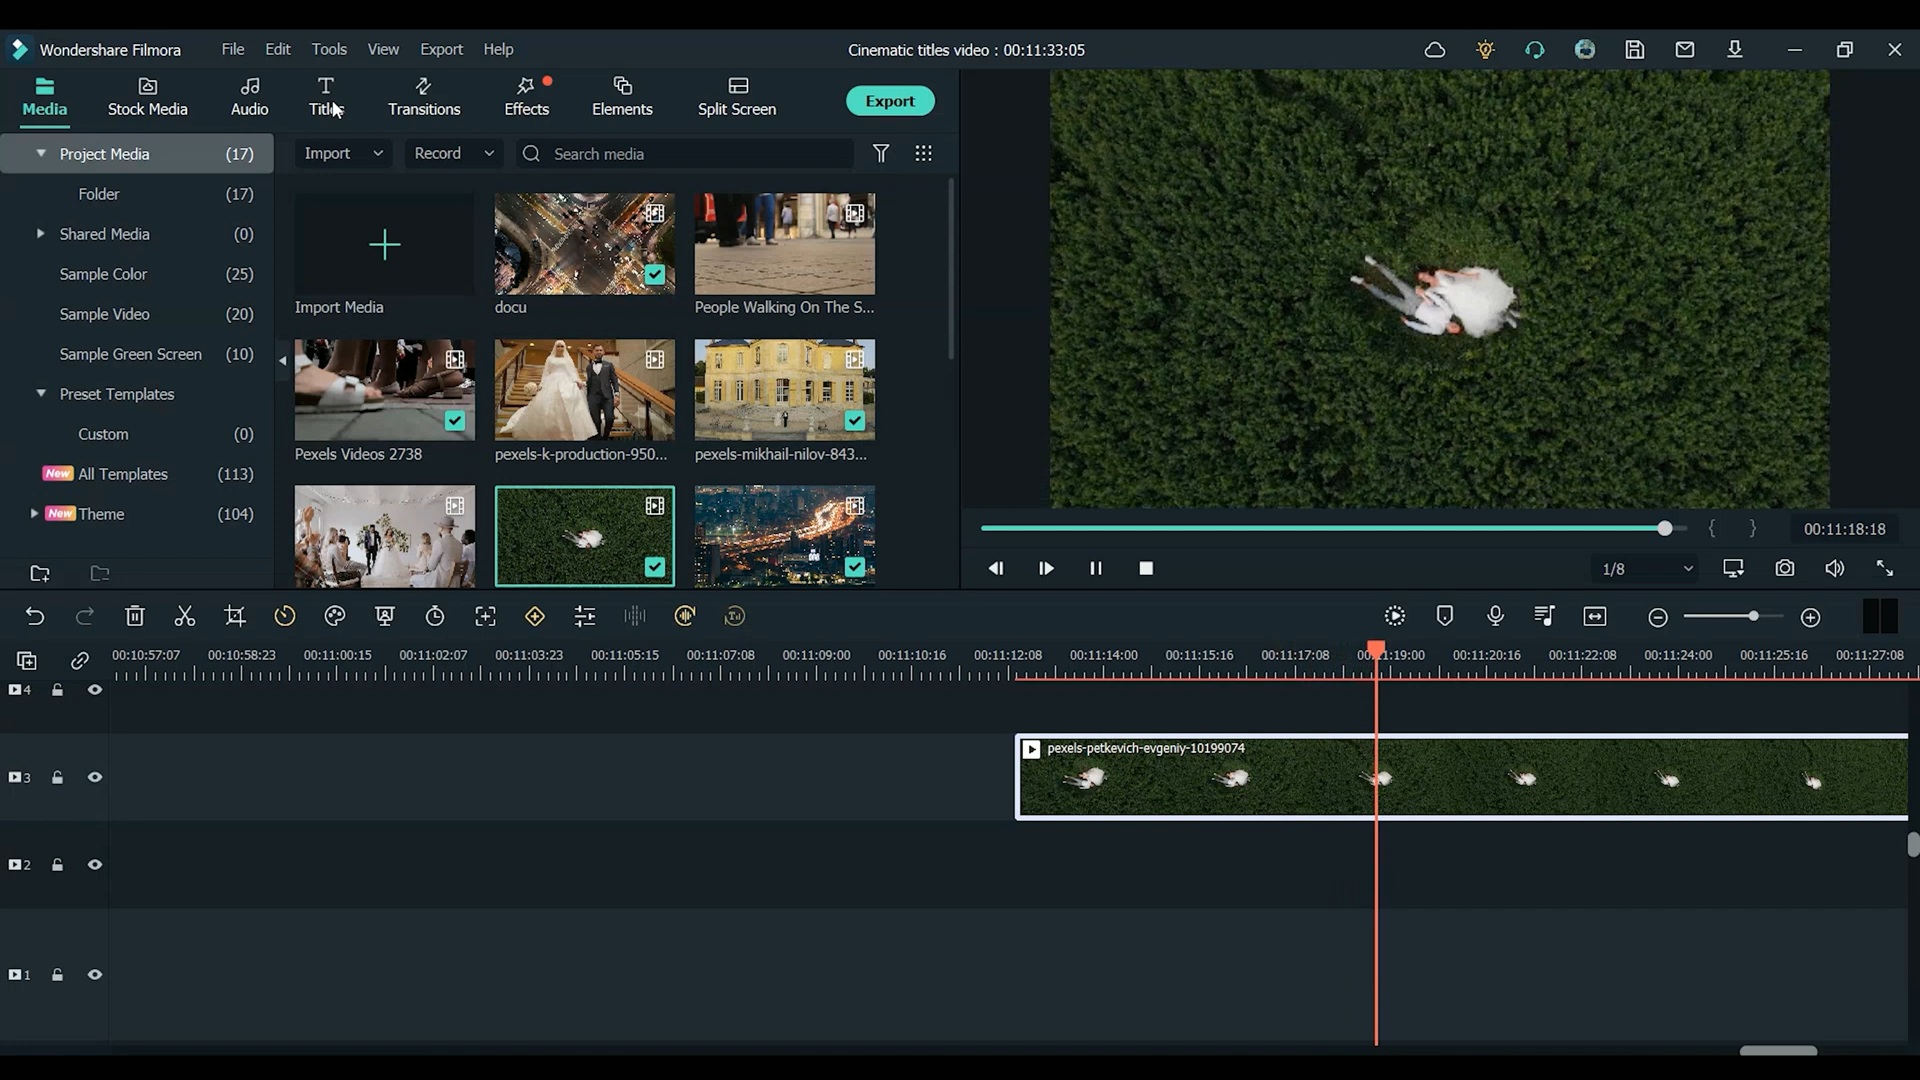 Wondershare Filmora File Edit Tools View Export Help Cinematic titles video : 00:11:33:05
Media Stock Media Audio Titles Transitions Effects Elements Split Screen Export
Project Media (17) Import Record Search media
Folder (17)
Shared Media (0)
Sample Color (25)
Sample Video (20)
Sample Green Screen (10)
Preset Templates
Custom (0)
New All Templates (113)
New Theme (104)
Import Media docu People Walking On The S...
Pexels Videos 2738 pexels-k-production-950... pexels-mikhail-nilov-843...
{ } 00:11:18:18
1/8
00:10:57:07 00:10:58:23 00:11:00:15 00:11:02:07 00:11:03:23 00:11:05:15 00:11:07:08 00:11:09:00 00:11:10:16 00:11:12:08 00:11:14:00 00:11:15:16 00:11:17:08 00:11:19:00 00:11:20:16 00:11:22:08 00:11:24:00 00:11:25:16 00:11:27:08
4
pexels-petkevich-evgeniy-10199074
3
2
1